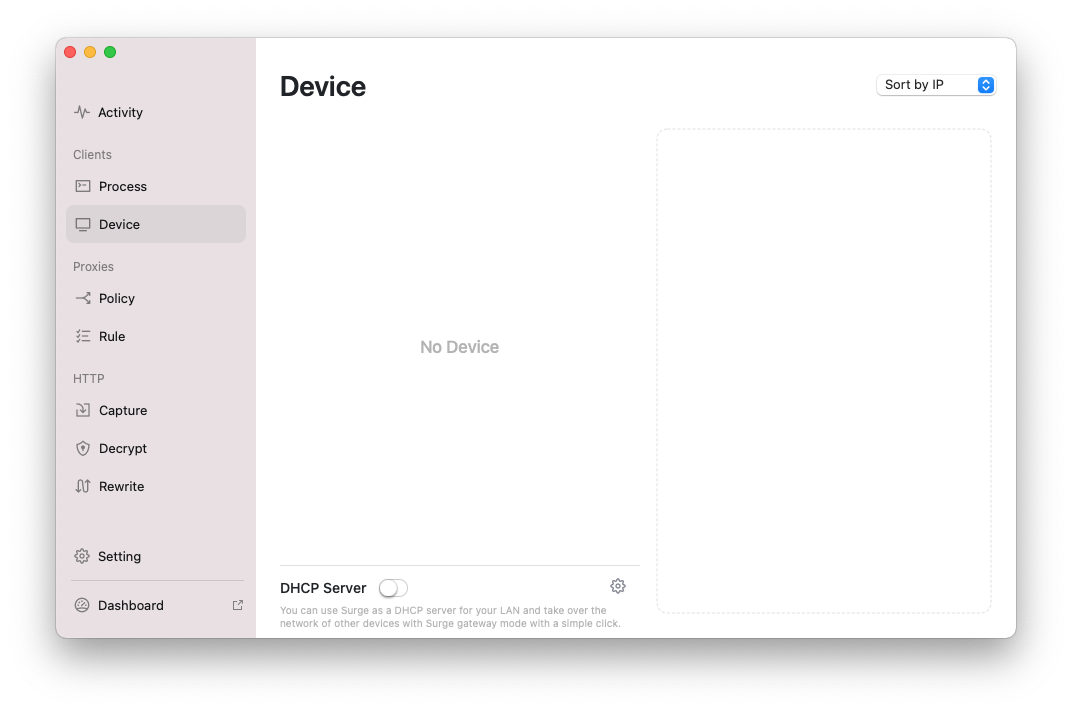 Activity
Clients
Process
Device
Proxies
Policy
Rule
HTTP
Capture
Decrypt
Rewrite
Setting
Dashboard
Device
Sort by IP
No Device
DHCP Server
You can use Surge as a DHCP server for your LAN and take over the
network of other devices with Surge gateway mode with a simple click.